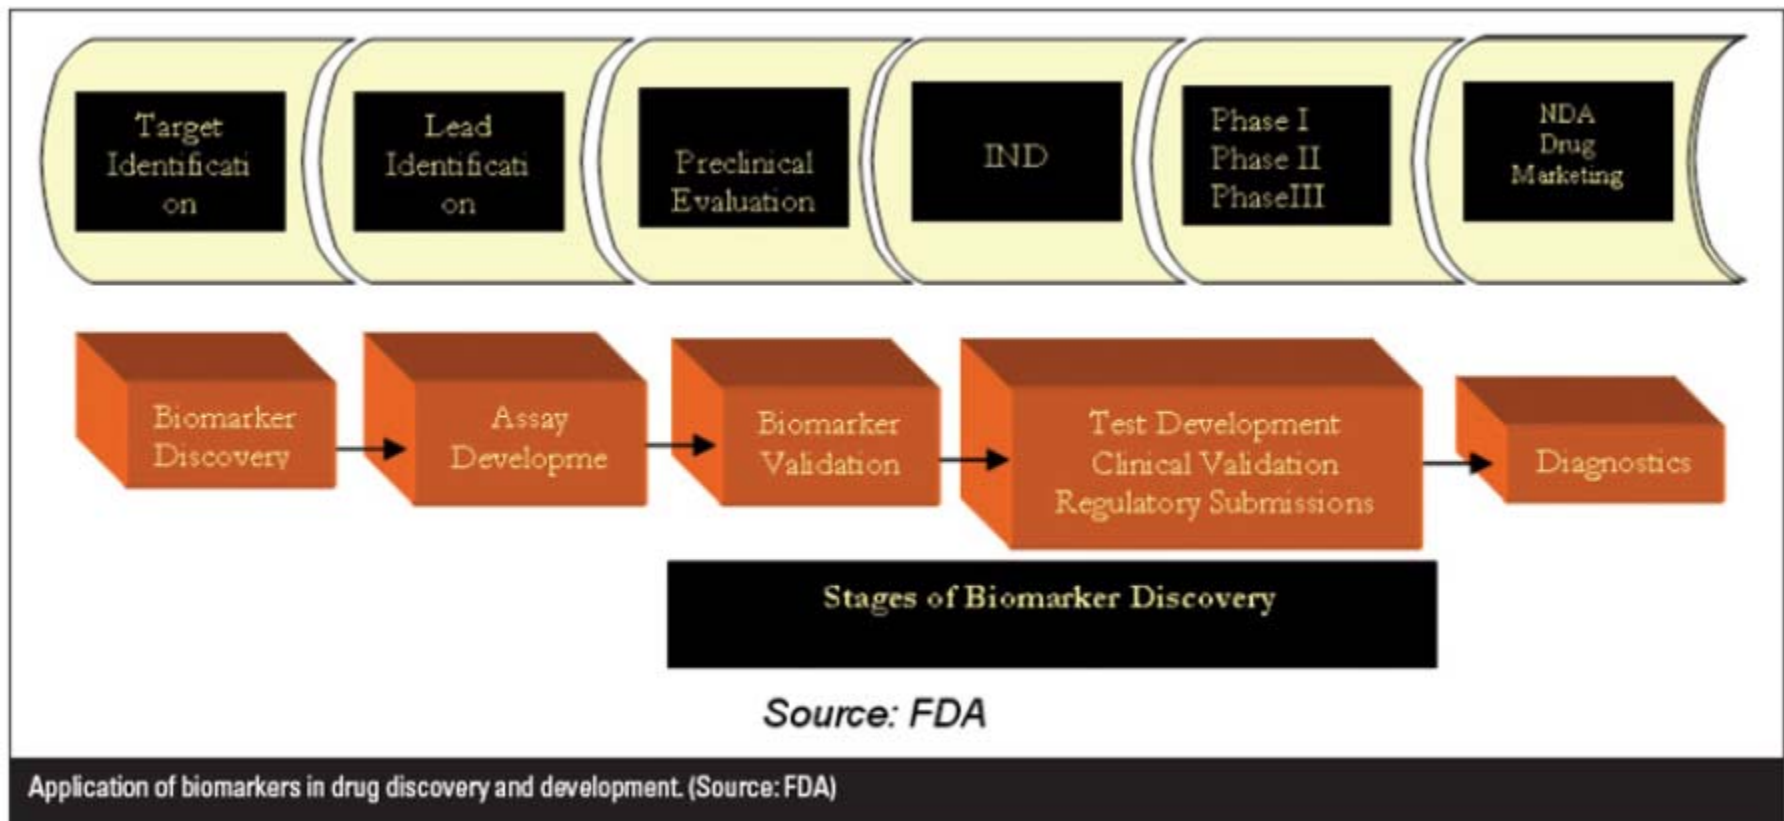 Target
Identificati
on
Lead
Identificati
on
Preclinical
Evaluation
IND
Phase I
Phase II
PhaseIII
NDA
Drug
Marketing
Biomarker
Discovery
Assay
Developme
Biomarker
Validation
Test Development
Clinical Validation
Regulatory Submissions
Diagnostics
Stages of Biomarker Discovery
Source: FDA
Application of biomarkers in drug discovery and development. (Source: FDA)